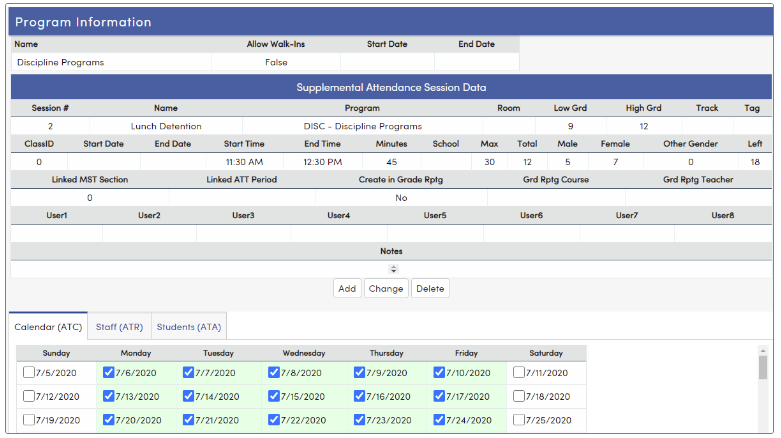 Program Information
Name Allow Walk-Ins Start Date End Date
Discipline Programs False
Supplemental Attendance Session Data
Session # Name Program Room Low Grd High Grd Track Tag
2 Lunch Detention DISC - Discipline Programs 9 12
ClassID Start Date End Date Start Time End Time Minutes School Max Total Male Female Other Gender Left
0 11:30 AM 12:30 PM 45 30 12 5 7 0 18
Linked MST Section Linked ATT Period Create in Grade Rptg Grd Rptg Course Grd Rptg Teacher
0 No
User1 User2 User3 User4 User5 User6 User7 User8
Notes
Add Change Delete
Calendar (ATC) Staff (ATR) Students (ATA)
Sunday Monday Tuesday Wednesday Thursday Friday Saturday
7/5/2020 7/6/2020 7/7/2020 7/8/2020 7/9/2020 7/10/2020 7/11/2020
7/12/2020 7/13/2020 7/14/2020 7/15/2020 7/16/2020 7/17/2020 7/18/2020
7/19/2020 7/20/2020 7/21/2020 7/22/2020 7/23/2020 7/24/2020 7/25/2020